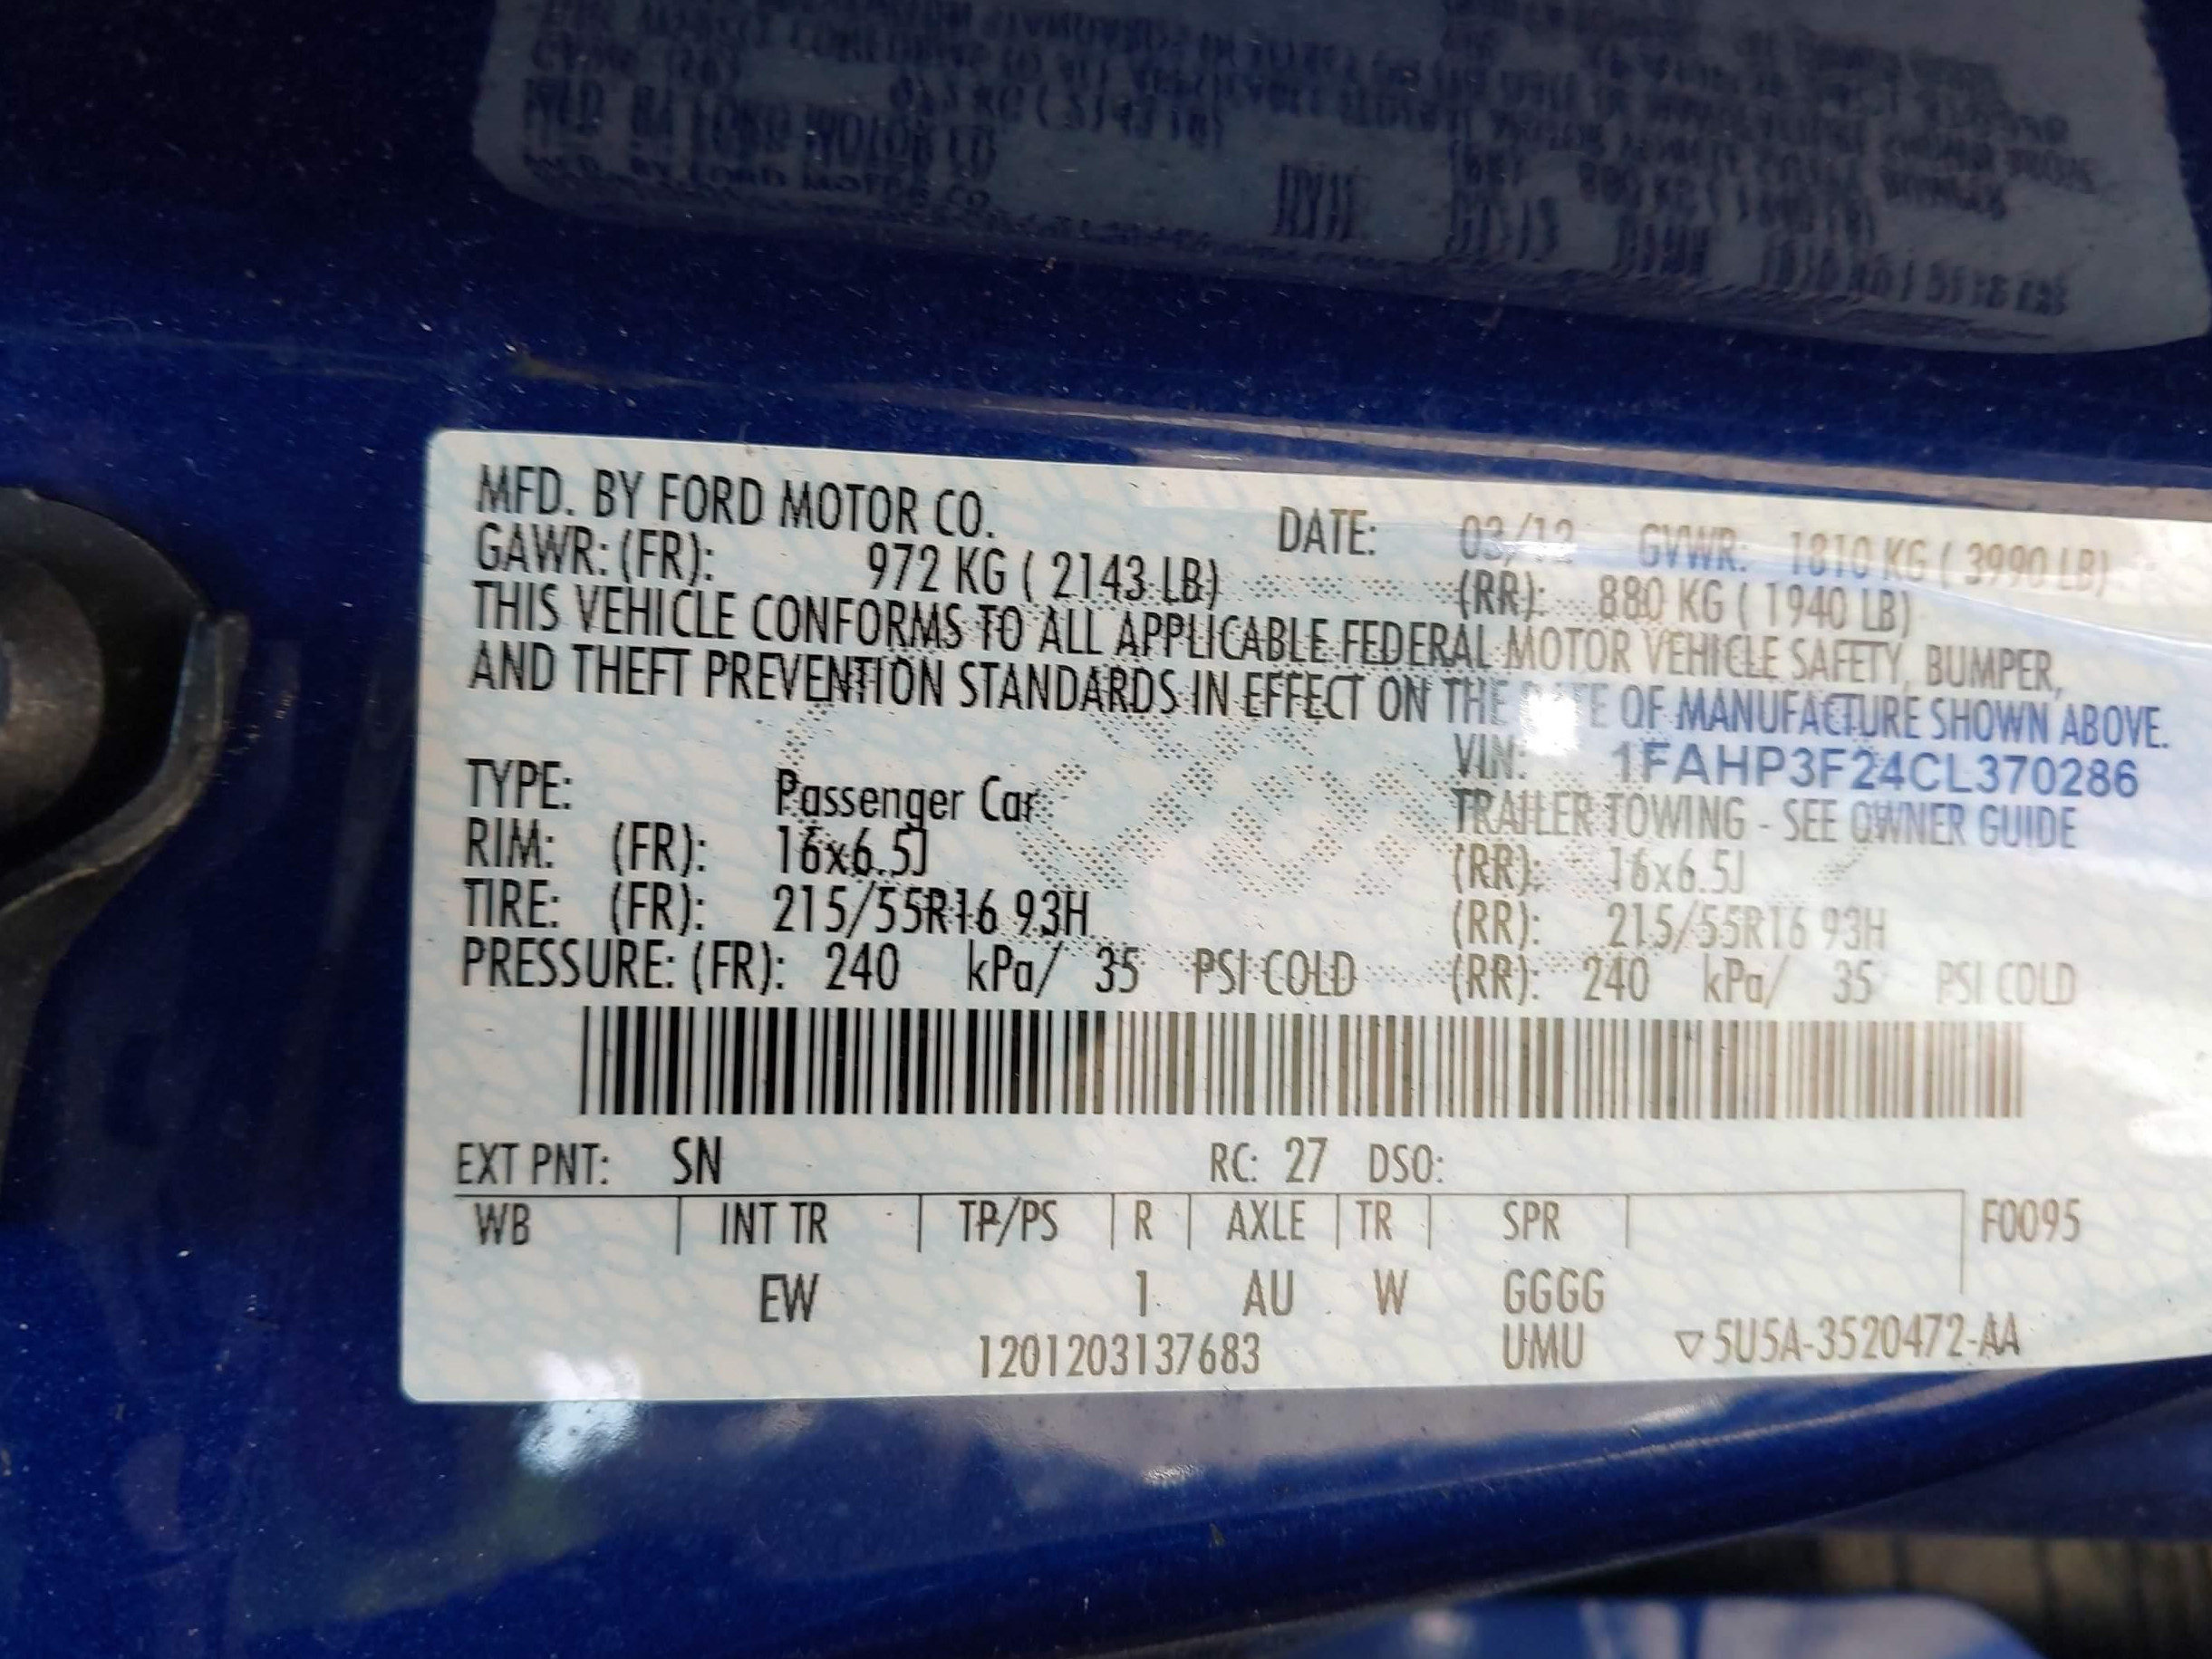 MFD. BY FORD MOTOR CO. DATE: 03/12 GVWR: 1810 KG ( 3990 LB)
GAWR: (FR): 972 KG ( 2143 LB) (RR): 880 KG ( 1940 LB)
THIS VEHICLE CONFORMS TO ALL APPLICABLE FEDERAL MOTOR VEHICLE SAFETY, BUMPER,
AND THEFT PREVENTION STANDARDS IN EFFECT ON THE DATE OF MANUFACTURE SHOWN ABOVE.
VIN: 1FAHP3F24CL370286
TYPE: Passenger Car TRAILER TOWING - SEE OWNER GUIDE
RIM: (FR): 16x6.5J (RR): 16x6.5J
TIRE: (FR): 215/55R16 93H (RR): 215/55R16 93H
PRESSURE: (FR): 240 kPa/ 35 PSI COLD (RR): 240 kPa/ 35 PSI COLD
EXT PNT: SN RC: 27 DSO:
WB INT TR TP/PS R AXLE TR SPR F0095
EW 1 AU W GGGG
1201203137683 UMU ▽5U5A-3520472-AA